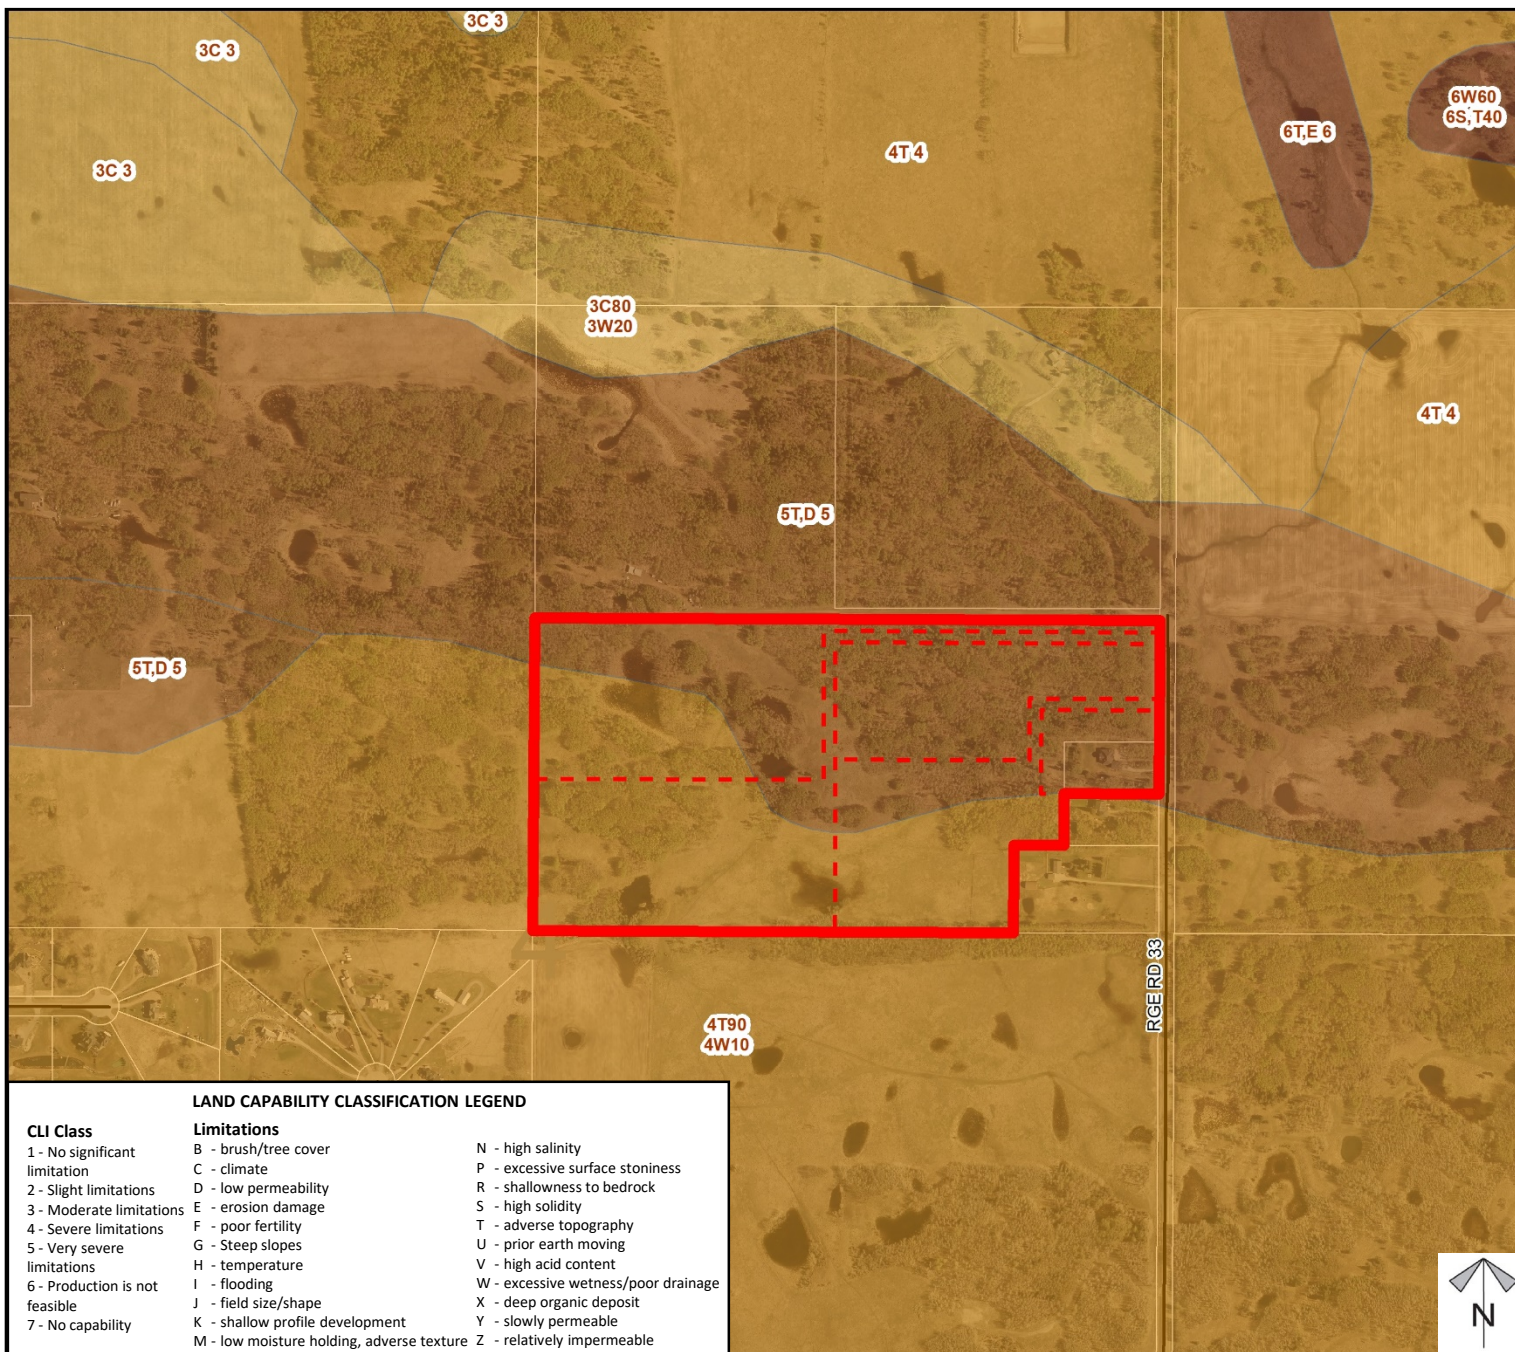 3C 3
3C 3
3C 3
4T 4
6T,E 6
6W60
6S,T40
3C80
3W20
4T 4
5T,D 5
5T,D 5
4T90
4W10
RGE RD 33
LAND CAPABILITY CLASSIFICATION LEGEND
CLI Class
1 - No significant
limitation
2 - Slight limitations
3 - Moderate limitations
4 - Severe limitations
5 - Very severe
limitations
6 - Production is not
feasible
7 - No capability
Limitations
B - brush/tree cover
C - climate
D - low permeability
E - erosion damage
F - poor fertility
G - Steep slopes
H - temperature
I - flooding
J - field size/shape
K - shallow profile development
M - low moisture holding, adverse texture
N - high salinity
P - excessive surface stoniness
R - shallowness to bedrock
S - high solidity
T - adverse topography
U - prior earth moving
V - high acid content
W - excessive wetness/poor drainage
X - deep organic deposit
Y - slowly permeable
Z - relatively impermeable
N